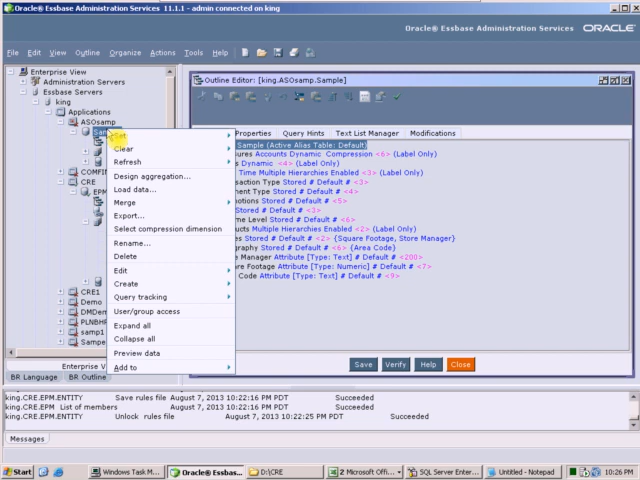 Oracle® Essbase Administration Services 11.1.1 - admin connected on king
Oracle® Essbase Administration Services ORACLE
File Edit View Outline Organize Actions Tools Help
Enterprise View
Administration Servers
Essbase Servers
king
Applications
ASOsamp
Sam
COMFIN
CRE
EPM
CRE1
Demo
DMDem
PLNBHF
samp1
Sampe
Enterprise V
BR Language BR Outline
Set
Clear
Refresh
Design aggregation...
Load data...
Merge
Export...
Select compression dimension
Rename...
Delete
Edit
Create
Query tracking
User/group access
Expand all
Collapse all
Preview data
Add to
Outline Editor: [king.ASOsamp.Sample]
Properties Query Hints Text List Manager Modifications
Sample (Active Alias Table: Default)
ures Accounts Dynamic Compression <6> (Label Only)
s Dynamic <4> (Label Only)
Time Multiple Hierarchies Enabled <3> (Label Only)
saction Type Stored # Default # <3>
ment Type Stored # Default # <4>
otions Stored # Default # <5>
Stored # Default # <3>
me Level Stored # Default # <6>
ucts Multiple Hierarchies Enabled <2> (Label Only)
es Stored # Default # <2> {Square Footage, Store Manager}
graphy Stored # Default # <6> {Area Code}
e Manager Attribute [Type: Text] # Default # <200>
re Footage Attribute [Type: Numeric] # Default # <7>
Code Attribute [Type: Text] # Default # <9>
Save Verify Help Close
king.CRE.EPM.ENTITY Save rules file August 7, 2013 10:22:16 PM PDT Succeeded
king.CRE.EPM List of members August 7, 2013 10:22:16 PM PDT Succeeded
king.CRE.EPM.ENTITY Unlock rules file August 7, 2013 10:22:25 PM PDT Succeeded
Messages
Start Windows Task M... Oracle® Essbas... D:\CRE 2 Microsoft Offi... SQL Server Enter... Untitled - Notepad 10:26 PM